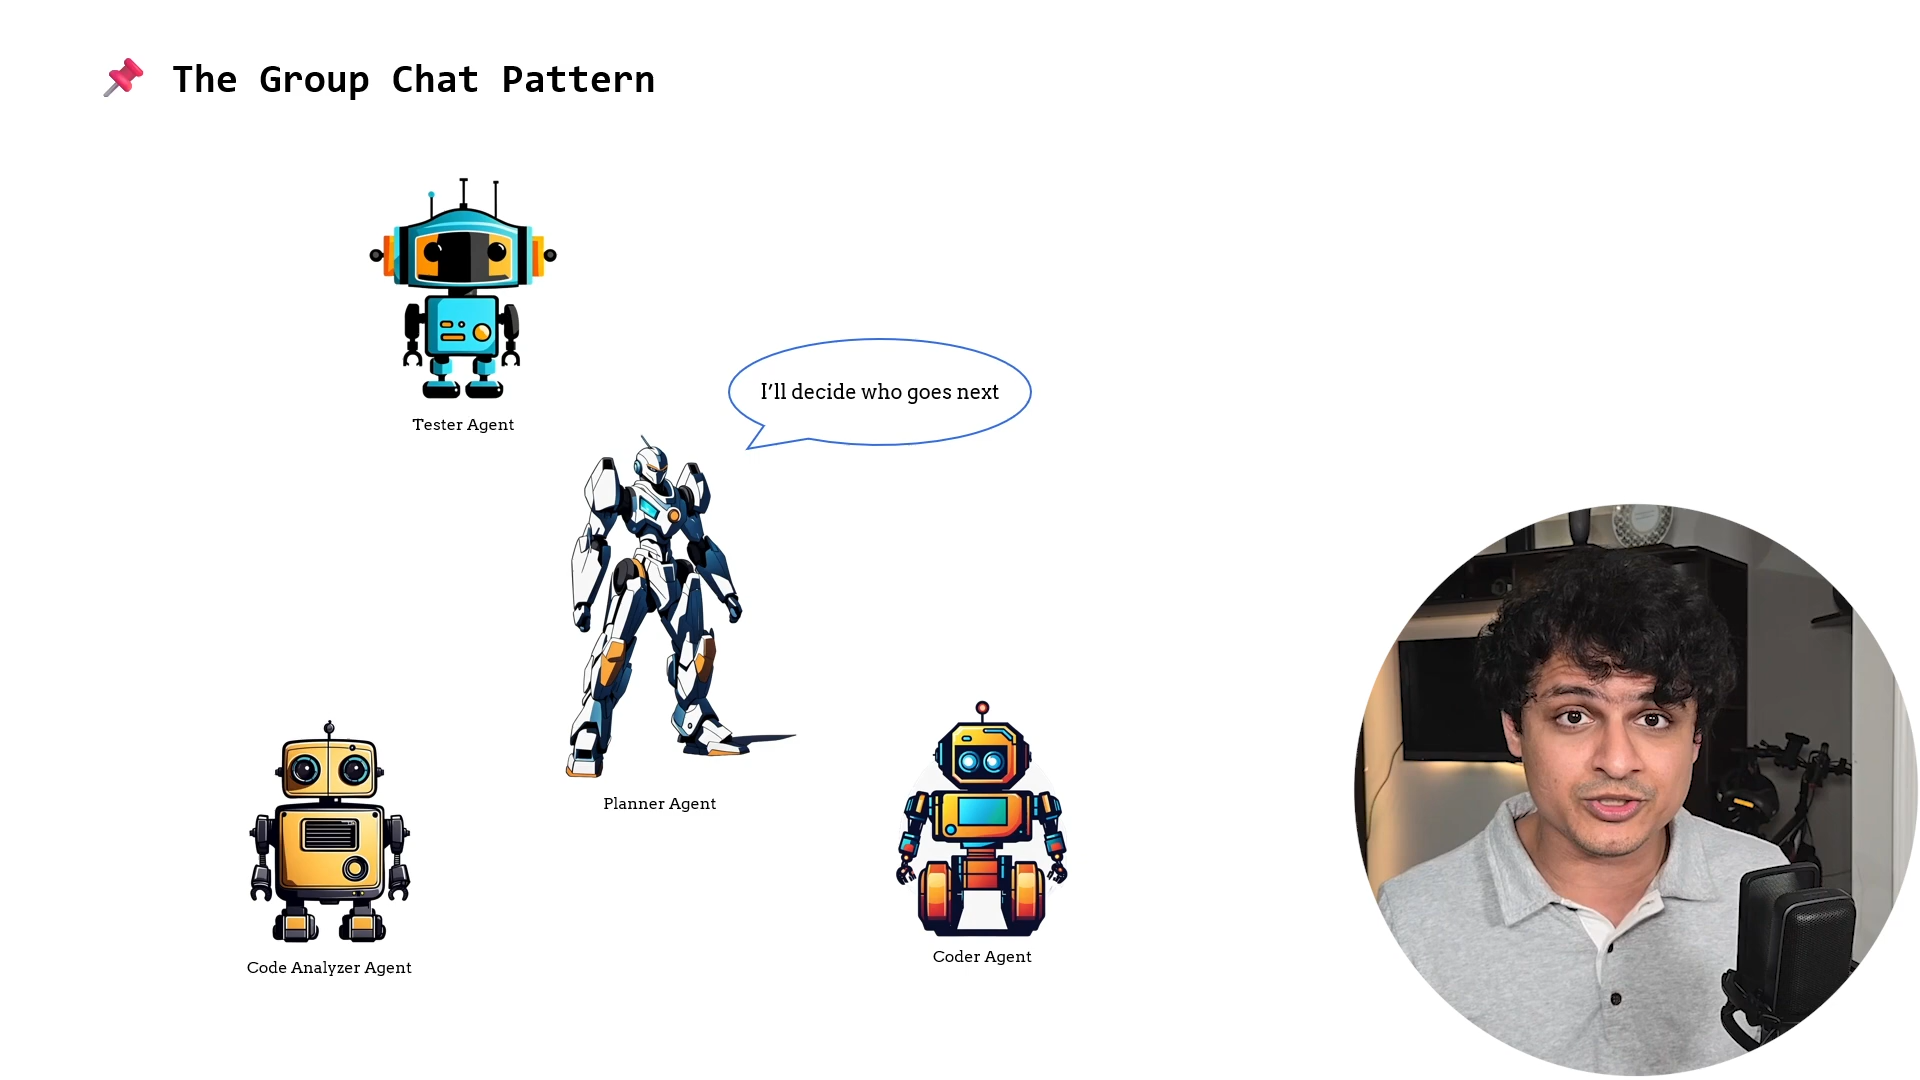 The Group Chat Pattern
Tester Agent
I’ll decide who goes next
Planner Agent
Code Analyzer Agent
Coder Agent